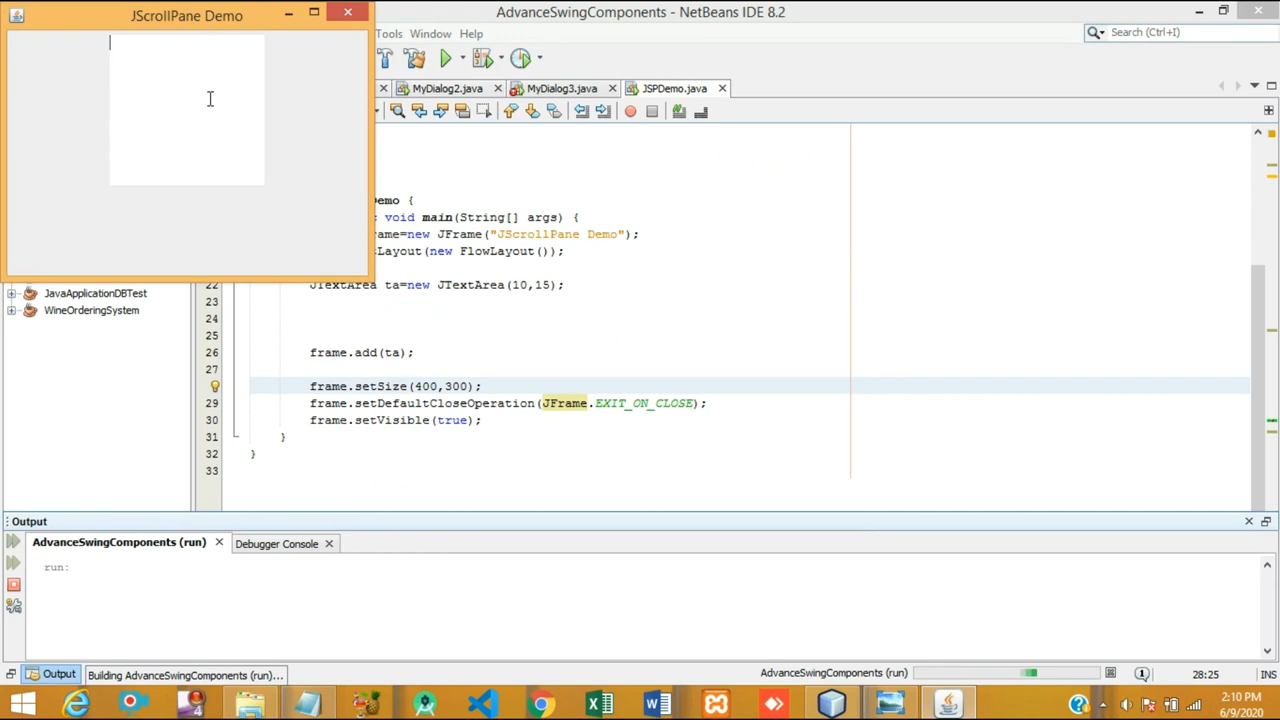 JScrollPane Demo
AdvanceSwingComponents - NetBeans IDE 8.2
Tools Window Help
Search (Ctrl+I)
MyDialog2.java
MyDialog3.java
JSPDemo.java
Demo {
void main(String[] args) {
rame=new JFrame("JScrollPane Demo");
Layout(new FlowLayout());
22 JTextArea ta=new JTextArea(10,15);
23
24
25
26 frame.add(ta);
27
frame.setSize(400,300);
29 frame.setDefaultCloseOperation(JFrame.EXIT_ON_CLOSE);
30 frame.setVisible(true);
31 }
32 }
33
JavaApplicationDBTest
WineOrderingSystem
Output
AdvanceSwingComponents (run)
Debugger Console
run:
Output
Building AdvanceSwingComponents (run)...
AdvanceSwingComponents (run)
1
28:25
INS
4
2:10 PM
6/9/2020